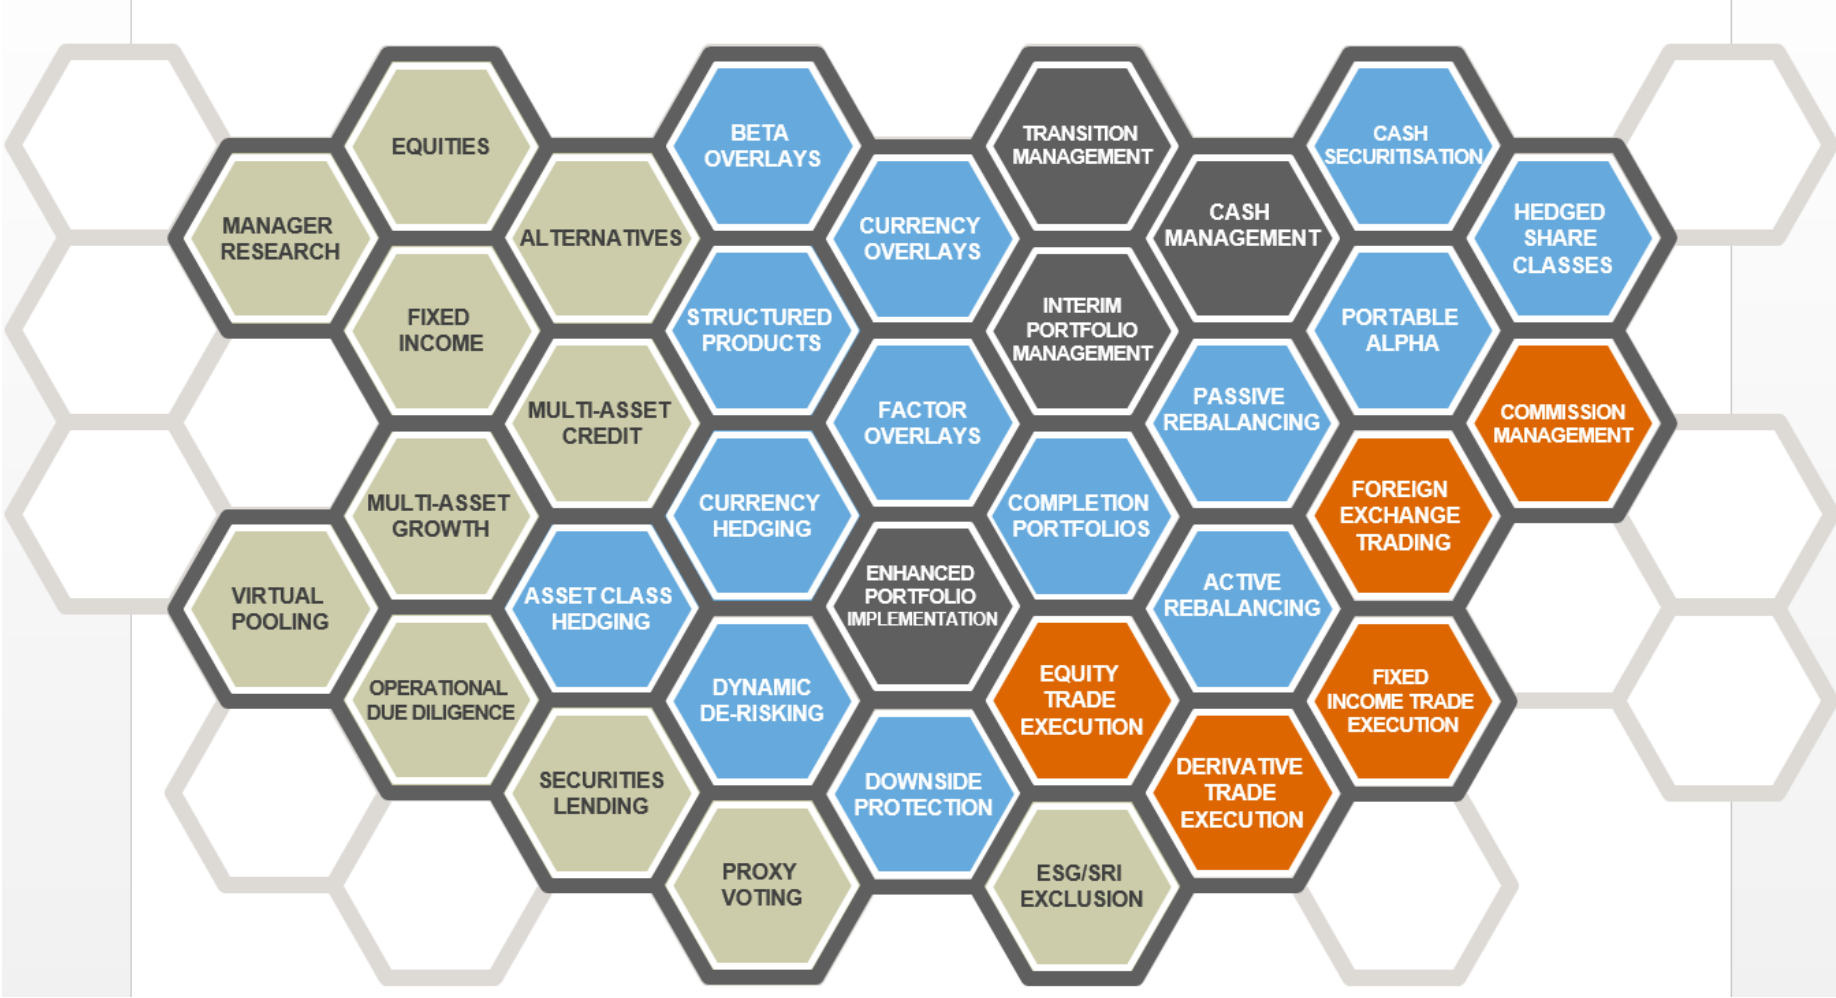 MANAGER
RESEARCH
VIRTUAL
POOLING
EQUITIES
FIXED
INCOME
MULTI-ASSET
GROWTH
OPERATIONAL
DUE DILIGENCE
ALTERNATIVES
MULTI-ASSET
CREDIT
ASSET CLASS
HEDGING
SECURITIES
LENDING
BETA
OVERLAYS
STRUCTURED
PRODUCTS
CURRENCY
HEDGING
DYNAMIC
DE-RISKING
PROXY
VOTING
CURRENCY
OVERLAYS
FACTOR
OVERLAYS
ENHANCED
PORTFOLIO
IMPLEMENTATION
DOWNSIDE
PROTECTION
TRANSITION
MANAGEMENT
INTERIM
PORTFOLIO
MANAGEMENT
COMPLETION
PORTFOLIOS
EQUITY
TRADE
EXECUTION
ESG/SRI
EXCLUSION
CASH
MANAGEMENT
PASSIVE
REBALANCING
ACTIVE
REBALANCING
DERIVATIVE
TRADE
EXECUTION
CASH
SECURITISATION
PORTABLE
ALPHA
FOREIGN
EXCHANGE
TRADING
FIXED
INCOME TRADE
EXECUTION
HEDGED
SHARE
CLASSES
COMMISSION
MANAGEMENT